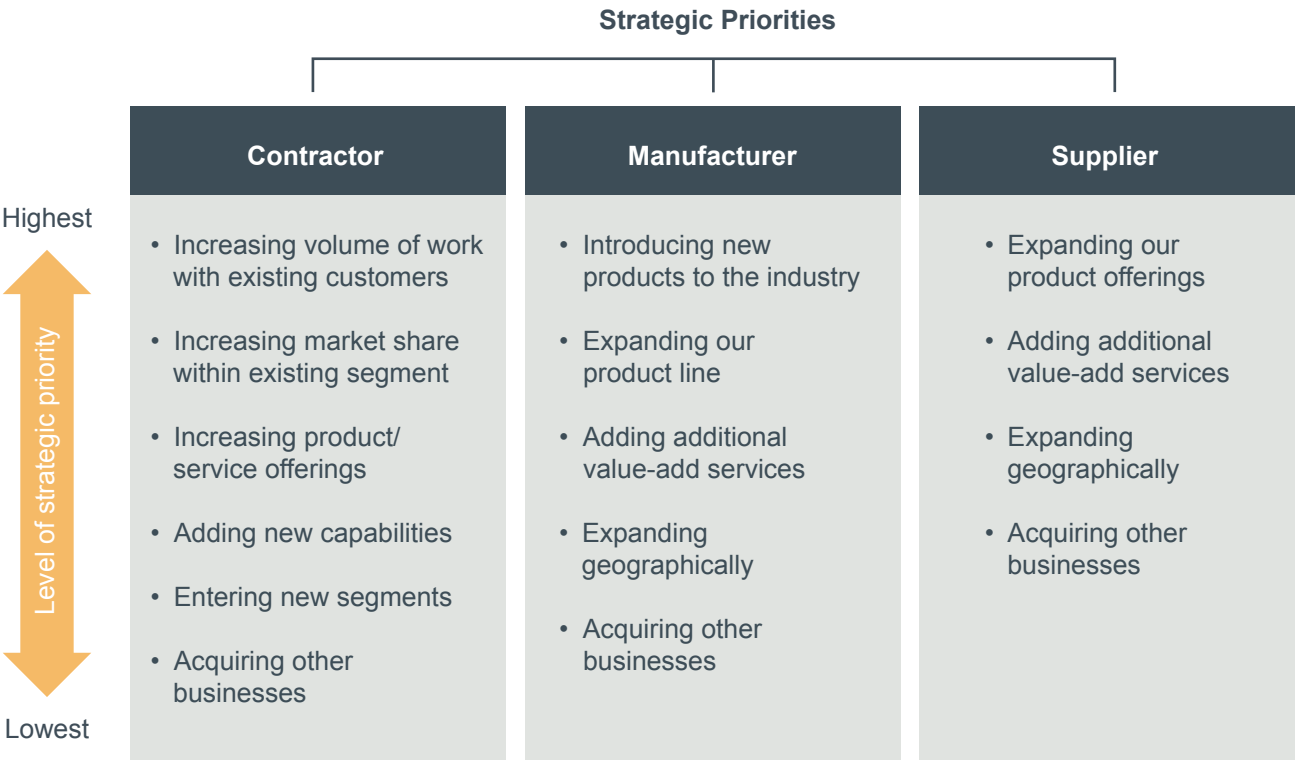 Strategic Priorities
Contractor
Manufacturer
Supplier
Highest
Level of strategic priority
Lowest
• Increasing volume of work
with existing customers
• Increasing market share
within existing segment
• Increasing product/
service offerings
• Adding new capabilities
• Entering new segments
• Acquiring other
businesses
• Introducing new
products to the industry
• Expanding our
product line
• Adding additional
value-add services
• Expanding
geographically
• Acquiring other
businesses
• Expanding our
product offerings
• Adding additional
value-add services
• Expanding
geographically
• Acquiring other
businesses